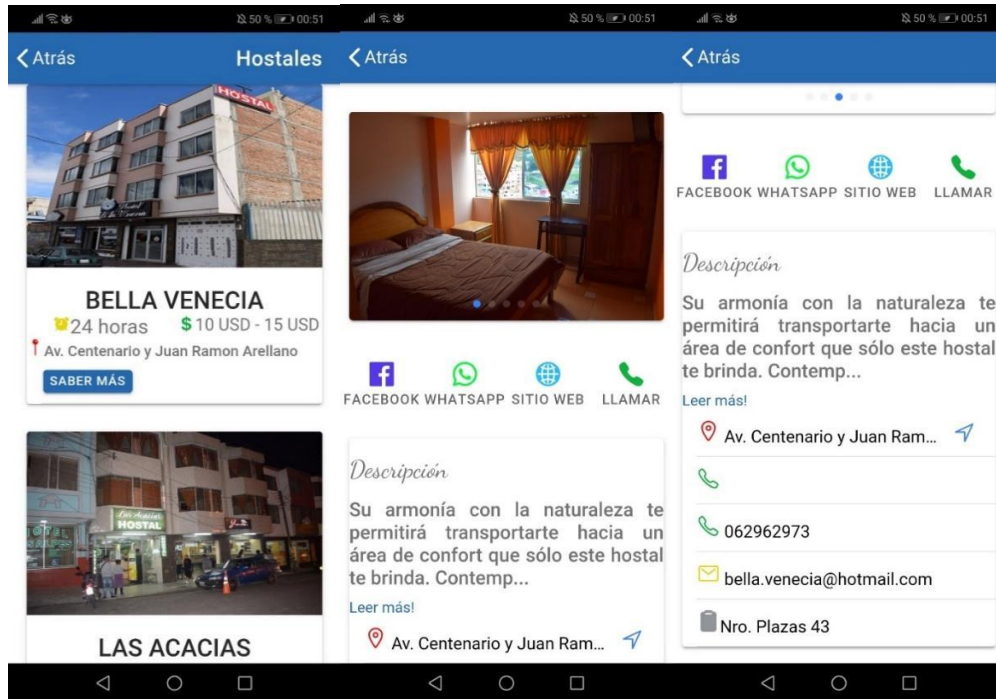 50 % 00:51
Atrás
Hostales
HOSTAL
BELLA VENECIA
24 horas
$ 10 USD - 15 USD
Av. Centenario y Juan Ramon Arellano
SABER MÁS
Las Acacias
HOSTAL
LAS ACACIAS
50 % 00:51
Atrás
FACEBOOK WHATSAPP SITIO WEB LLAMAR
Descripción
Su armonía con la naturaleza te
permitirá transportarte hacia un
área de confort que sólo este hostal
te brinda. Contemp...
Leer más!
Av. Centenario y Juan Ram...
50 % 00:51
Atrás
FACEBOOK WHATSAPP SITIO WEB LLAMAR
Descripción
Su armonía con la naturaleza te
permitirá transportarte hacia un
área de confort que sólo este hostal
te brinda. Contemp...
Leer más!
Av. Centenario y Juan Ram...
062962973
bella.venecia@hotmail.com
Nro. Plazas 43